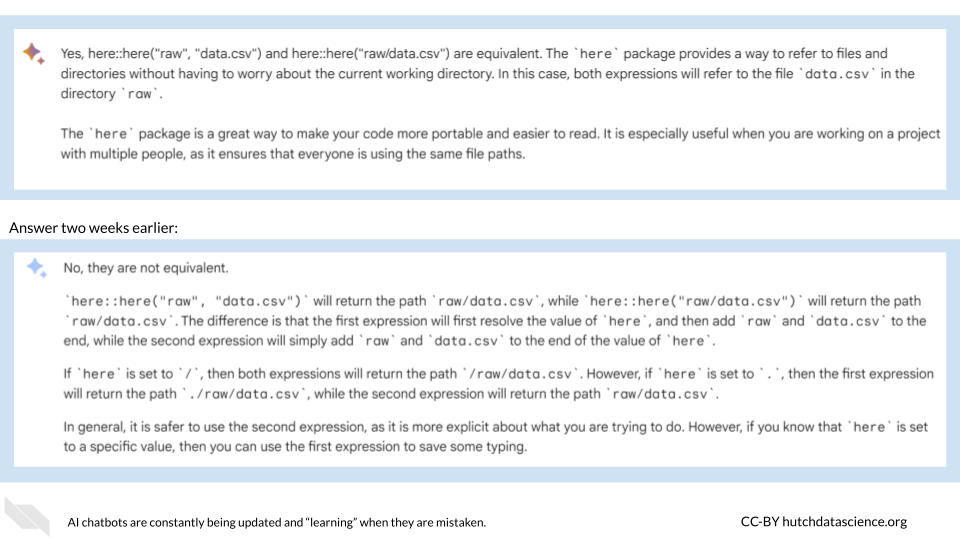 Yes, here::here("raw", "data.csv") and here::here("raw/data.csv") are equivalent. The `here` package provides a way to refer to files and
directories without having to worry about the current working directory. In this case, both expressions will refer to the file `data.csv` in the
directory `raw`.
The `here` package is a great way to make your code more portable and easier to read. It is especially useful when you are working on a project
with multiple people, as it ensures that everyone is using the same file paths.
Answer two weeks earlier:
No, they are not equivalent.
`here::here("raw", "data.csv")` will return the path `raw/data.csv`, while `here::here("raw/data.csv")` will return the path
`raw/data.csv`. The difference is that the first expression will first resolve the value of `here`, and then add `raw` and `data.csv` to the
end, while the second expression will simply add `raw` and `data.csv` to the end of the value of `here`.
If `here` is set to `/`, then both expressions will return the path `/raw/data.csv`. However, if `here` is set to `.`, then the first expression
will return the path `./raw/data.csv`, while the second expression will return the path `raw/data.csv`.
In general, it is safer to use the second expression, as it is more explicit about what you are trying to do. However, if you know that `here` is set
to a specific value, then you can use the first expression to save some typing.
AI chatbots are constantly being updated and “learning” when they are mistaken.
CC-BY hutchdatascience.org